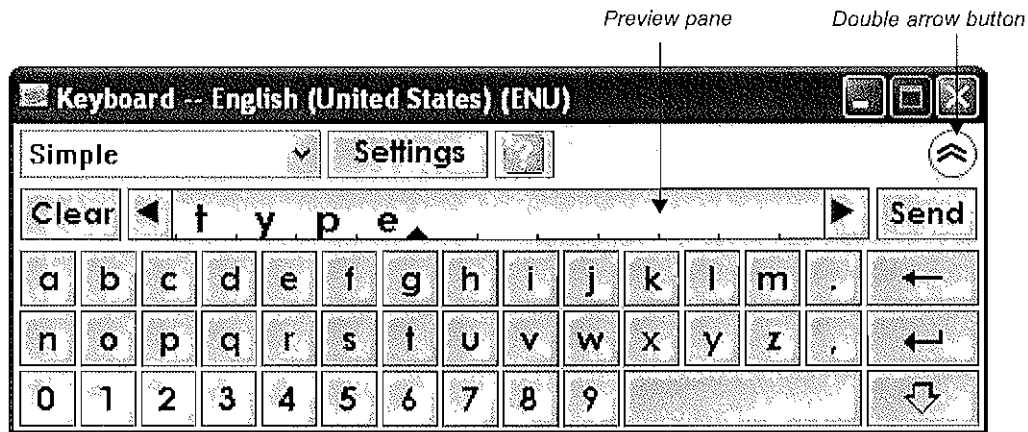 Preview pane Double arrow button
Keyboard -- English (United States) (ENU)
Simple Settings ?
Clear t y p e Send
a b c d e f g h i j k l m .
n o p q r s t u v w x y z ,
0 1 2 3 4 5 6 7 8 9